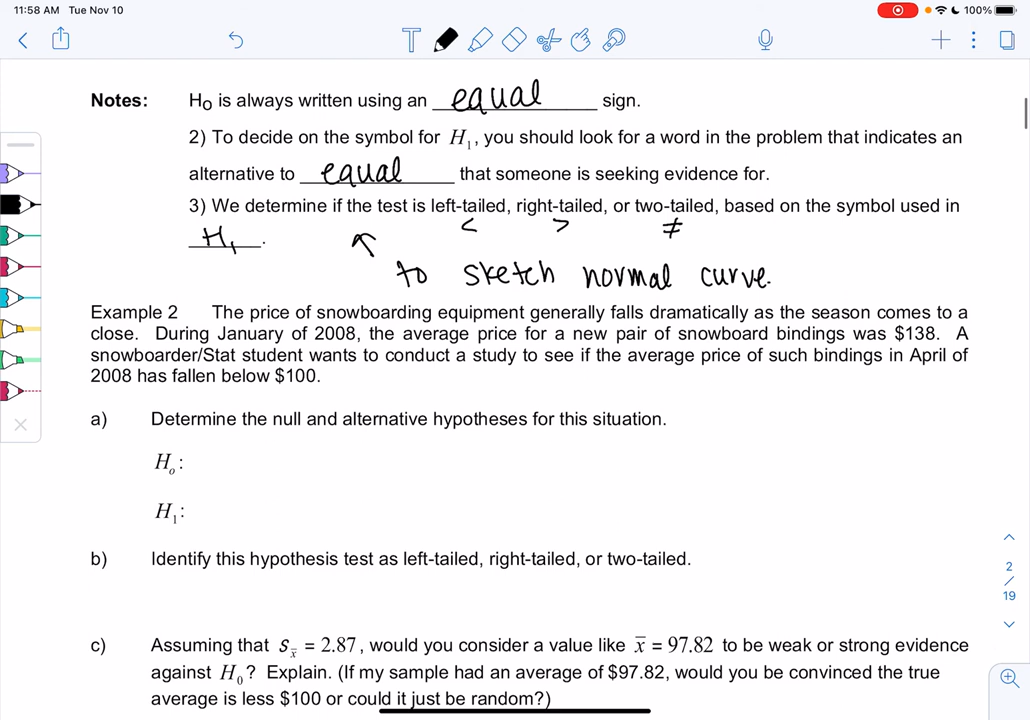 11:58 AM Tue Nov 10
100%
T
Notes: Ho is always written using an equal sign.
2) To decide on the symbol for H₁, you should look for a word in the problem that indicates an
alternative to equal that someone is seeking evidence for.
3) We determine if the test is left-tailed, right-tailed, or two-tailed, based on the symbol used in
< > ≠
H₁.
to sketch normal curve.
Example 2 The price of snowboarding equipment generally falls dramatically as the season comes to a
close. During January of 2008, the average price for a new pair of snowboard bindings was $138. A
snowboarder/Stat student wants to conduct a study to see if the average price of such bindings in April of
2008 has fallen below $100.
a) Determine the null and alternative hypotheses for this situation.
Hₒ:
H₁:
b) Identify this hypothesis test as left-tailed, right-tailed, or two-tailed.
2
/
19
c) Assuming that s_x̅ = 2.87, would you consider a value like x̅ = 97.82 to be weak or strong evidence
against H₀? Explain. (If my sample had an average of $97.82, would you be convinced the true
average is less $100 or could it just be random?)